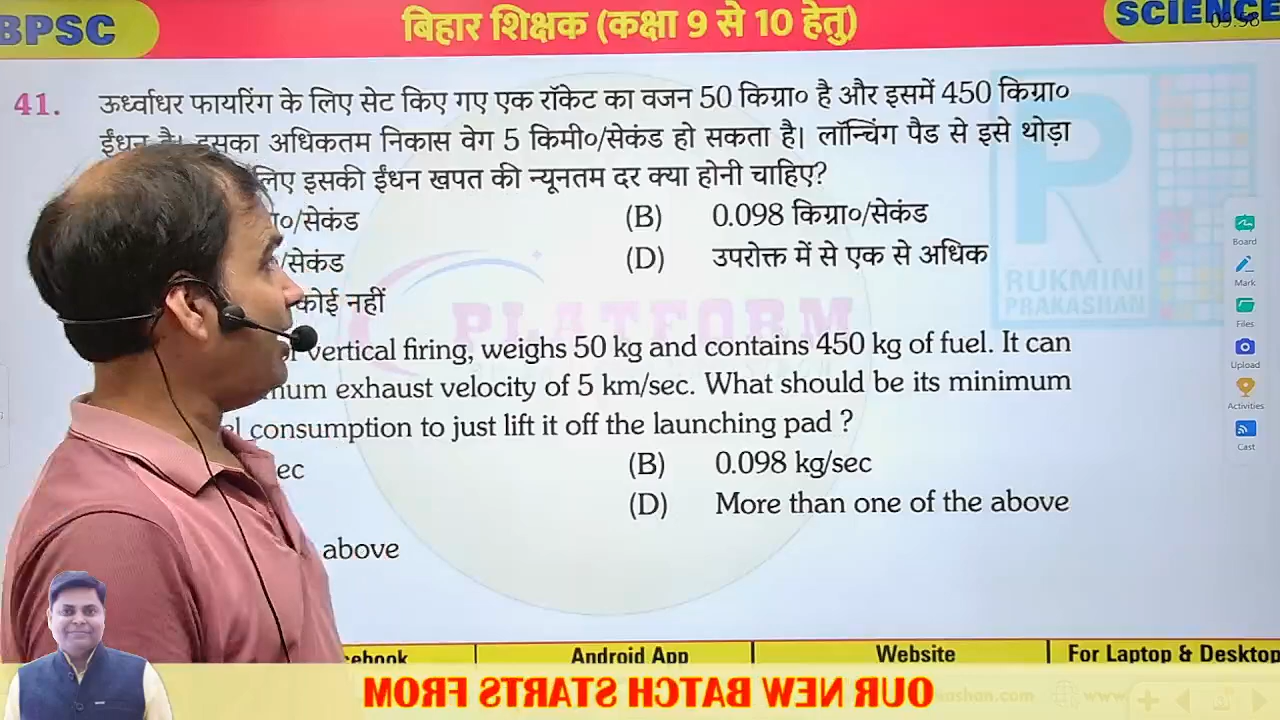 BPSC
बिहार शिक्षक (कक्षा 9 से 10 हेतु)
SCIENCE
09:58
41. ऊर्ध्वाधर फायरिंग के लिए सेट किए गए एक रॉकेट का वजन 50 किग्रा० है और इसमें 450 किग्रा०
ईंधन है। इसका अधिकतम निकास वेग 5 किमी०/सेकंड हो सकता है। लॉन्चिंग पैड से इसे थोड़ा
लिए इसकी ईंधन खपत की न्यूनतम दर क्या होनी चाहिए?
/सेकंड (B) 0.098 किग्रा०/सेकंड
/सेकंड (D) उपरोक्त में से एक से अधिक
कोई नहीं
vertical firing, weighs 50 kg and contains 450 kg of fuel. It can
exhaust velocity of 5 km/sec. What should be its minimum
consumption to just lift it off the launching pad ?
(B) 0.098 kg/sec
(D) More than one of the above
above
PLATFORM
RUKMINI
PRAKASHAN
Board
Mark
Files
Upload
Activities
Cast
Android App
Website
For Laptop & Desktop
OUR NEW BATCH STARTS FROM